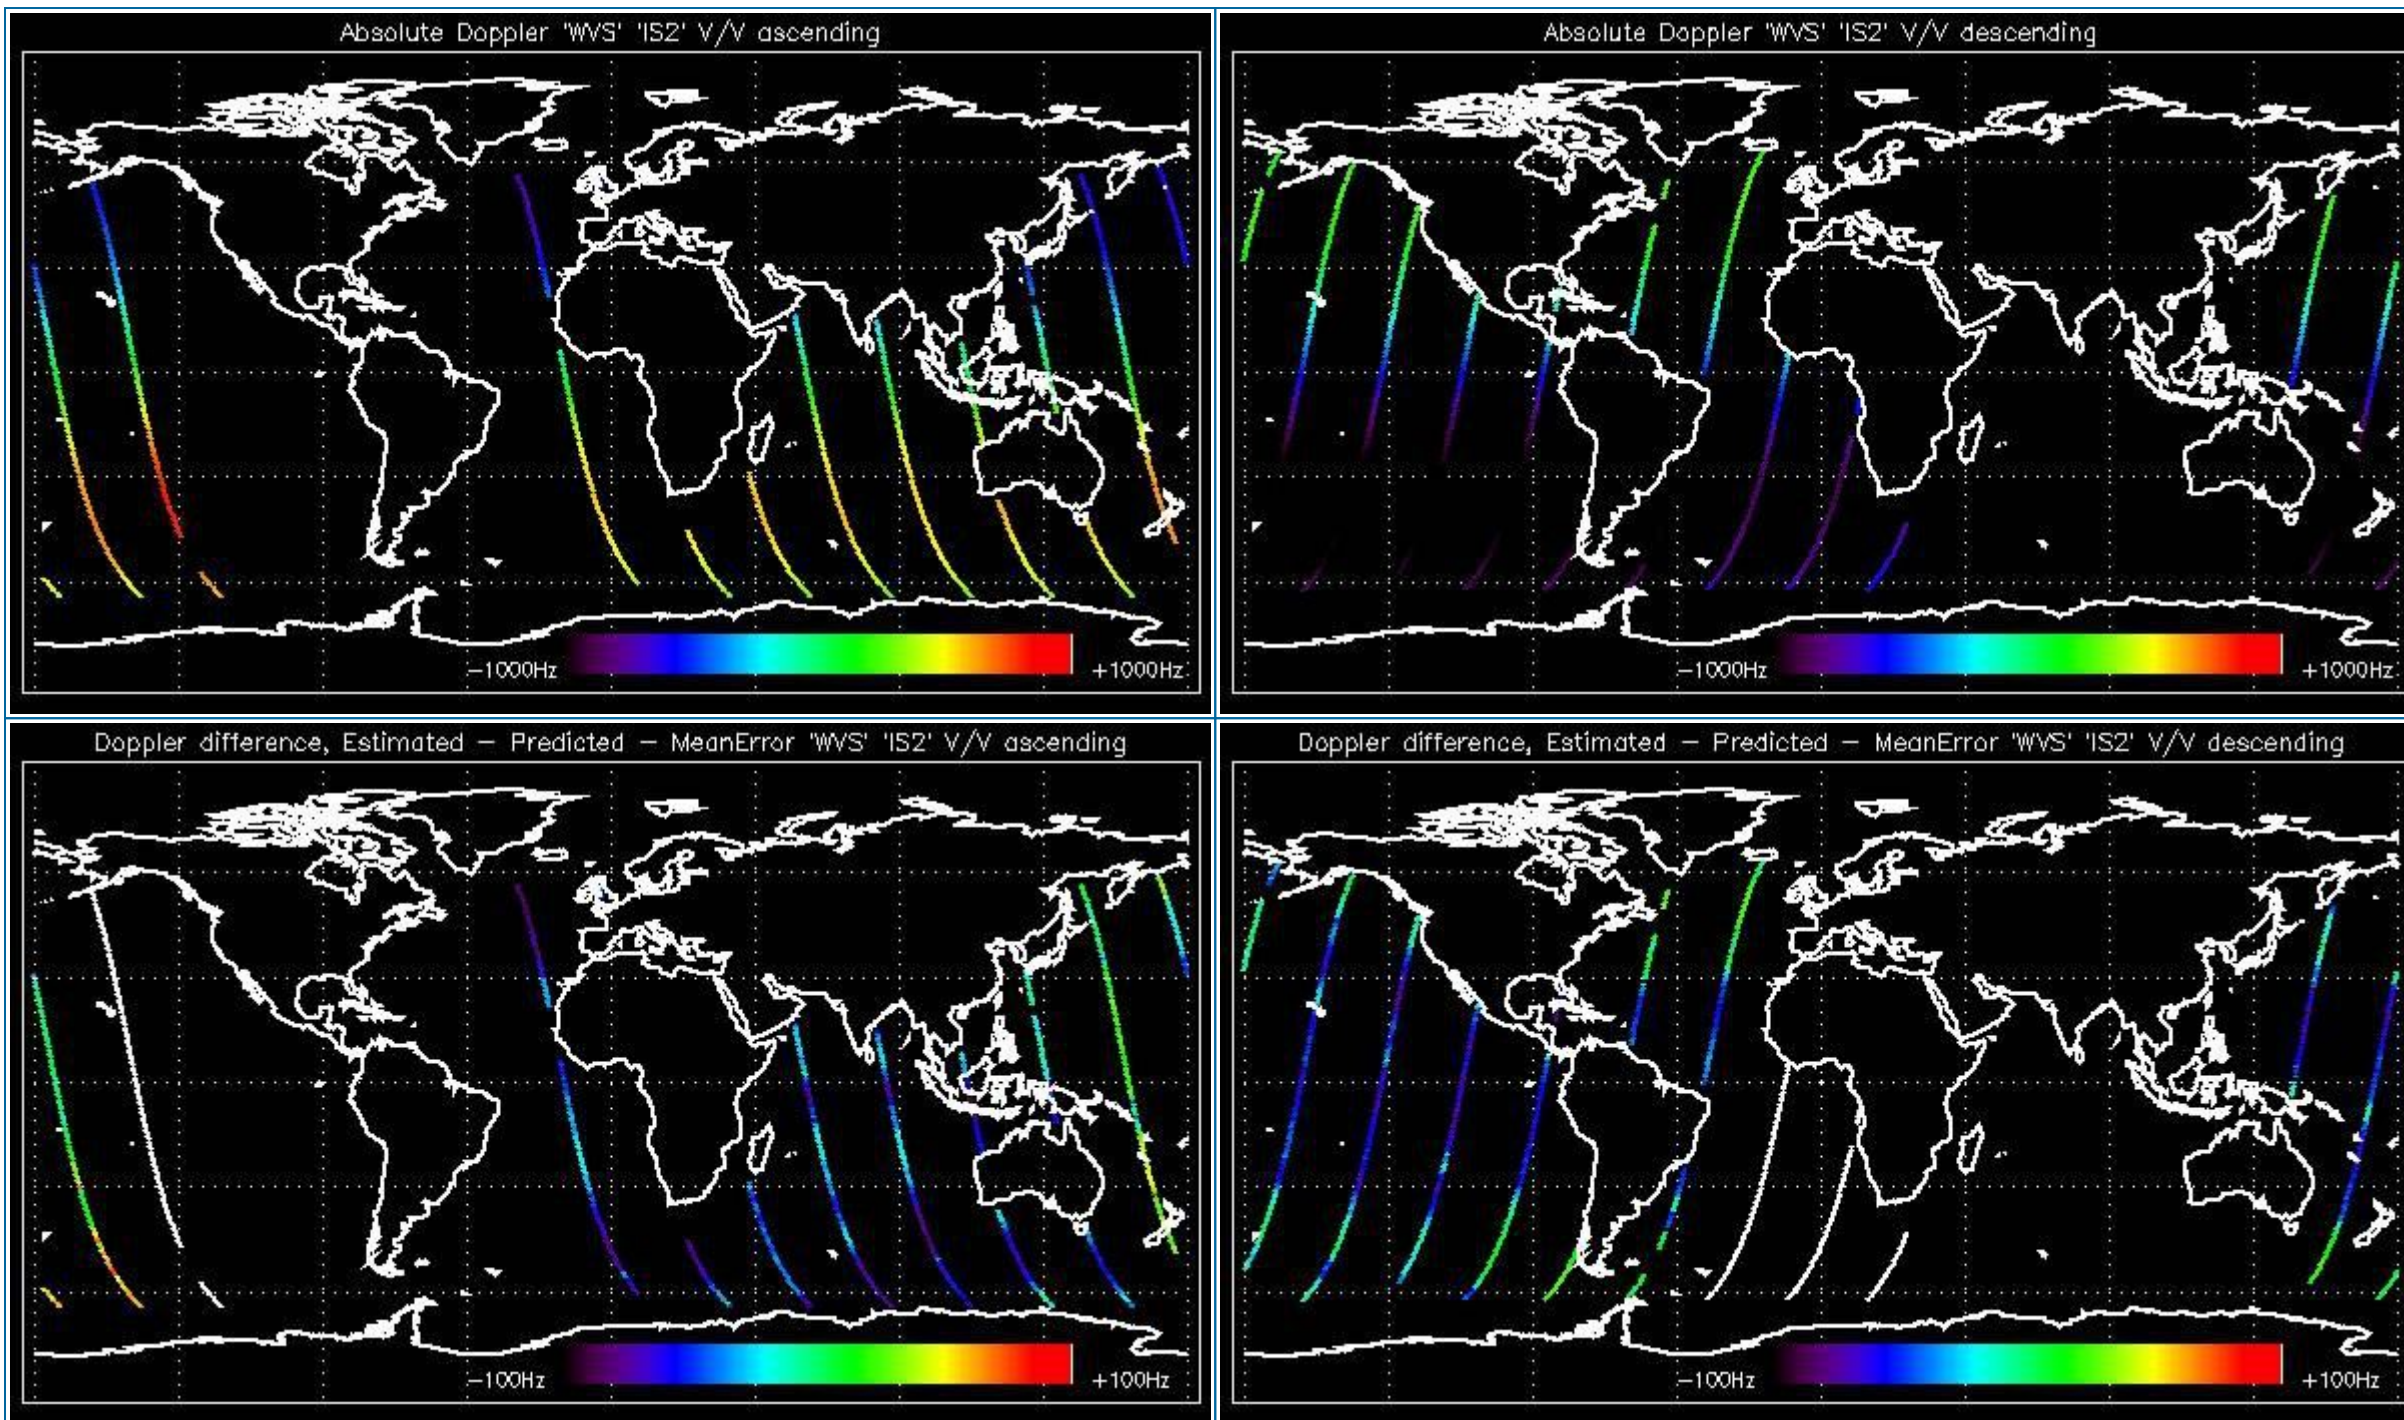 Absolute Doppler 'WVS' 'IS2' V/V ascending
-1000Hz
+1000Hz
Absolute Doppler 'WVS' 'IS2' V/V descending
-1000Hz
+1000Hz
Doppler difference, Estimated - Predicted - MeanError 'WVS' 'IS2' V/V ascending
-100Hz
+100Hz
Doppler difference, Estimated - Predicted - MeanError 'WVS' 'IS2' V/V descending
-100Hz
+100Hz